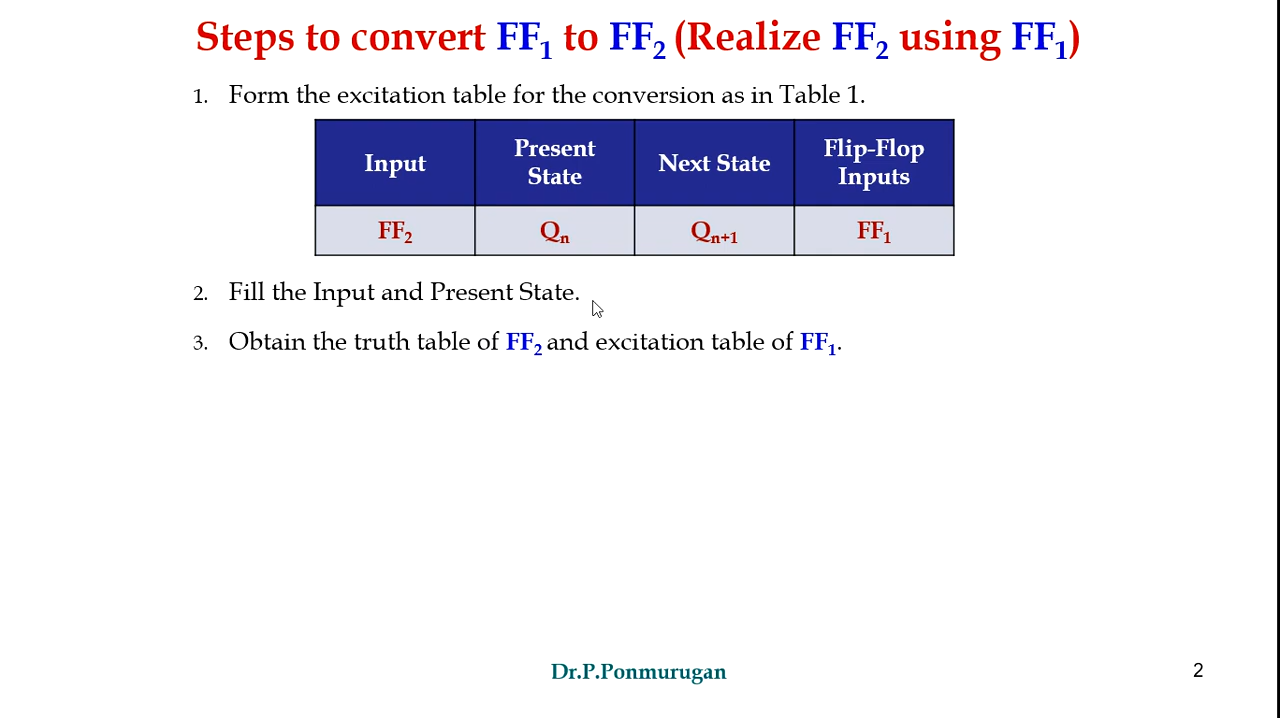 Steps to convert FF₁ to FF₂ (Realize FF₂ using FF₁)
1. Form the excitation table for the conversion as in Table 1.
Input Present State Next State Flip-Flop Inputs
FF₂ Qₙ Qₙ₊₁ FF₁
2. Fill the Input and Present State.
3. Obtain the truth table of FF₂ and excitation table of FF₁.
Dr.P.Ponmurugan 2